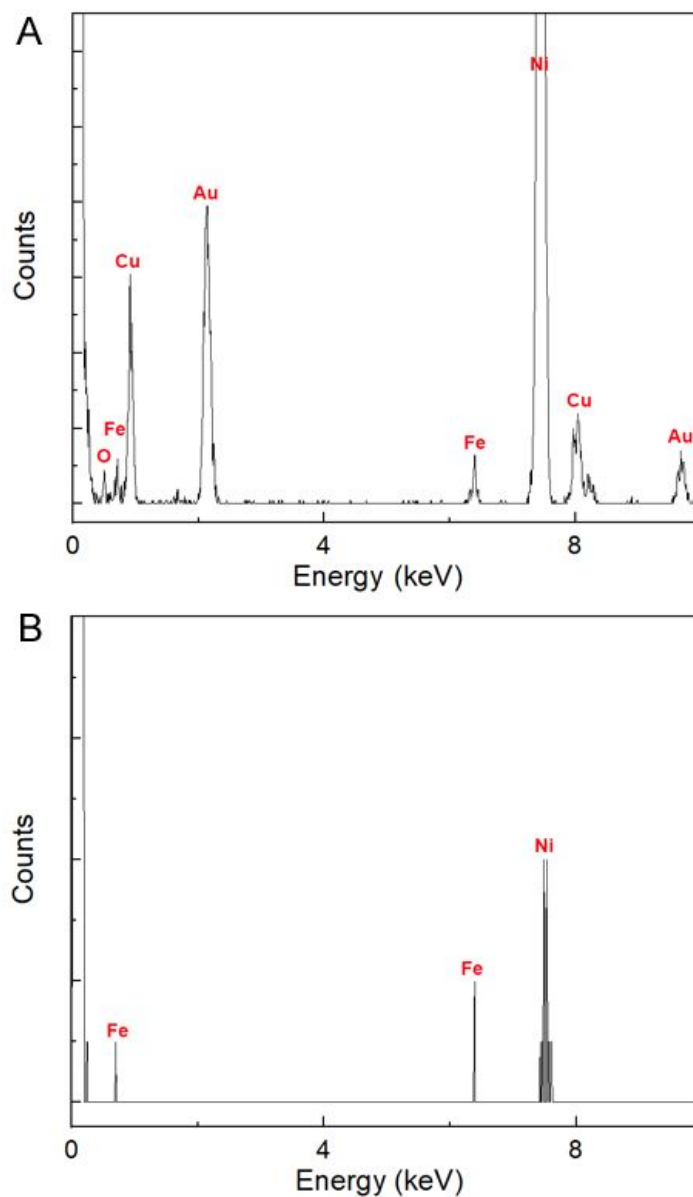 A
Ni
Au
Cu
Fe
O
Fe
Cu
Au
Counts
0
4
8
Energy (keV)
B
Ni
Fe
Fe
Counts
0
4
8
Energy (keV)